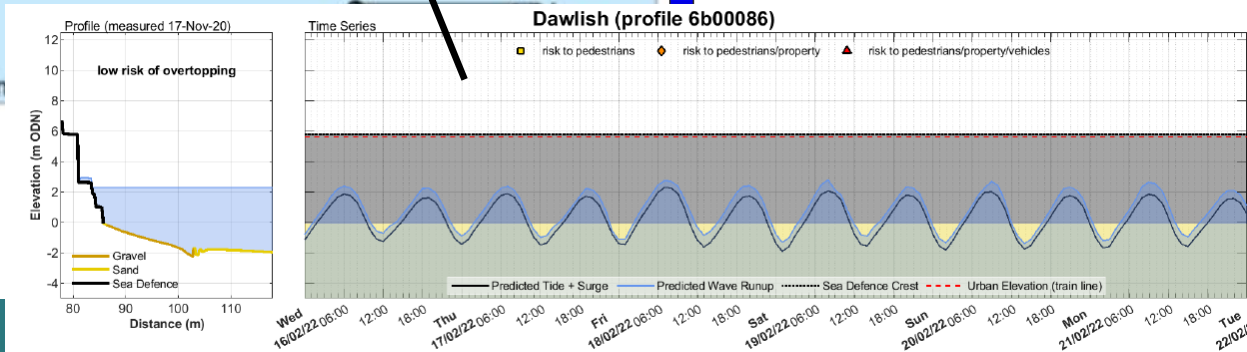 Dawlish (profile 6b00086)
Profile (measured 17-Nov-20)
low risk of overtopping
12
10
8
6
4
2
0
-2
-4
Elevation (m ODN)
Gravel
Sand
Sea Defence
80
90
100
110
Distance (m)
Time Series
risk to pedestrians
risk to pedestrians/property
risk to pedestrians/property/vehicles
Predicted Tide + Surge
Predicted Wave Runup
Sea Defence Crest
Urban Elevation (train line)
Wed
16/02/22 06:00 12:00 18:00
Thu
17/02/22 06:00 12:00 18:00
Fri
18/02/22 06:00 12:00 18:00
Sat
19/02/22 06:00 12:00 18:00
Sun
20/02/22 06:00 12:00 18:00
Mon
21/02/22 06:00 12:00 18:00
Tue
22/0